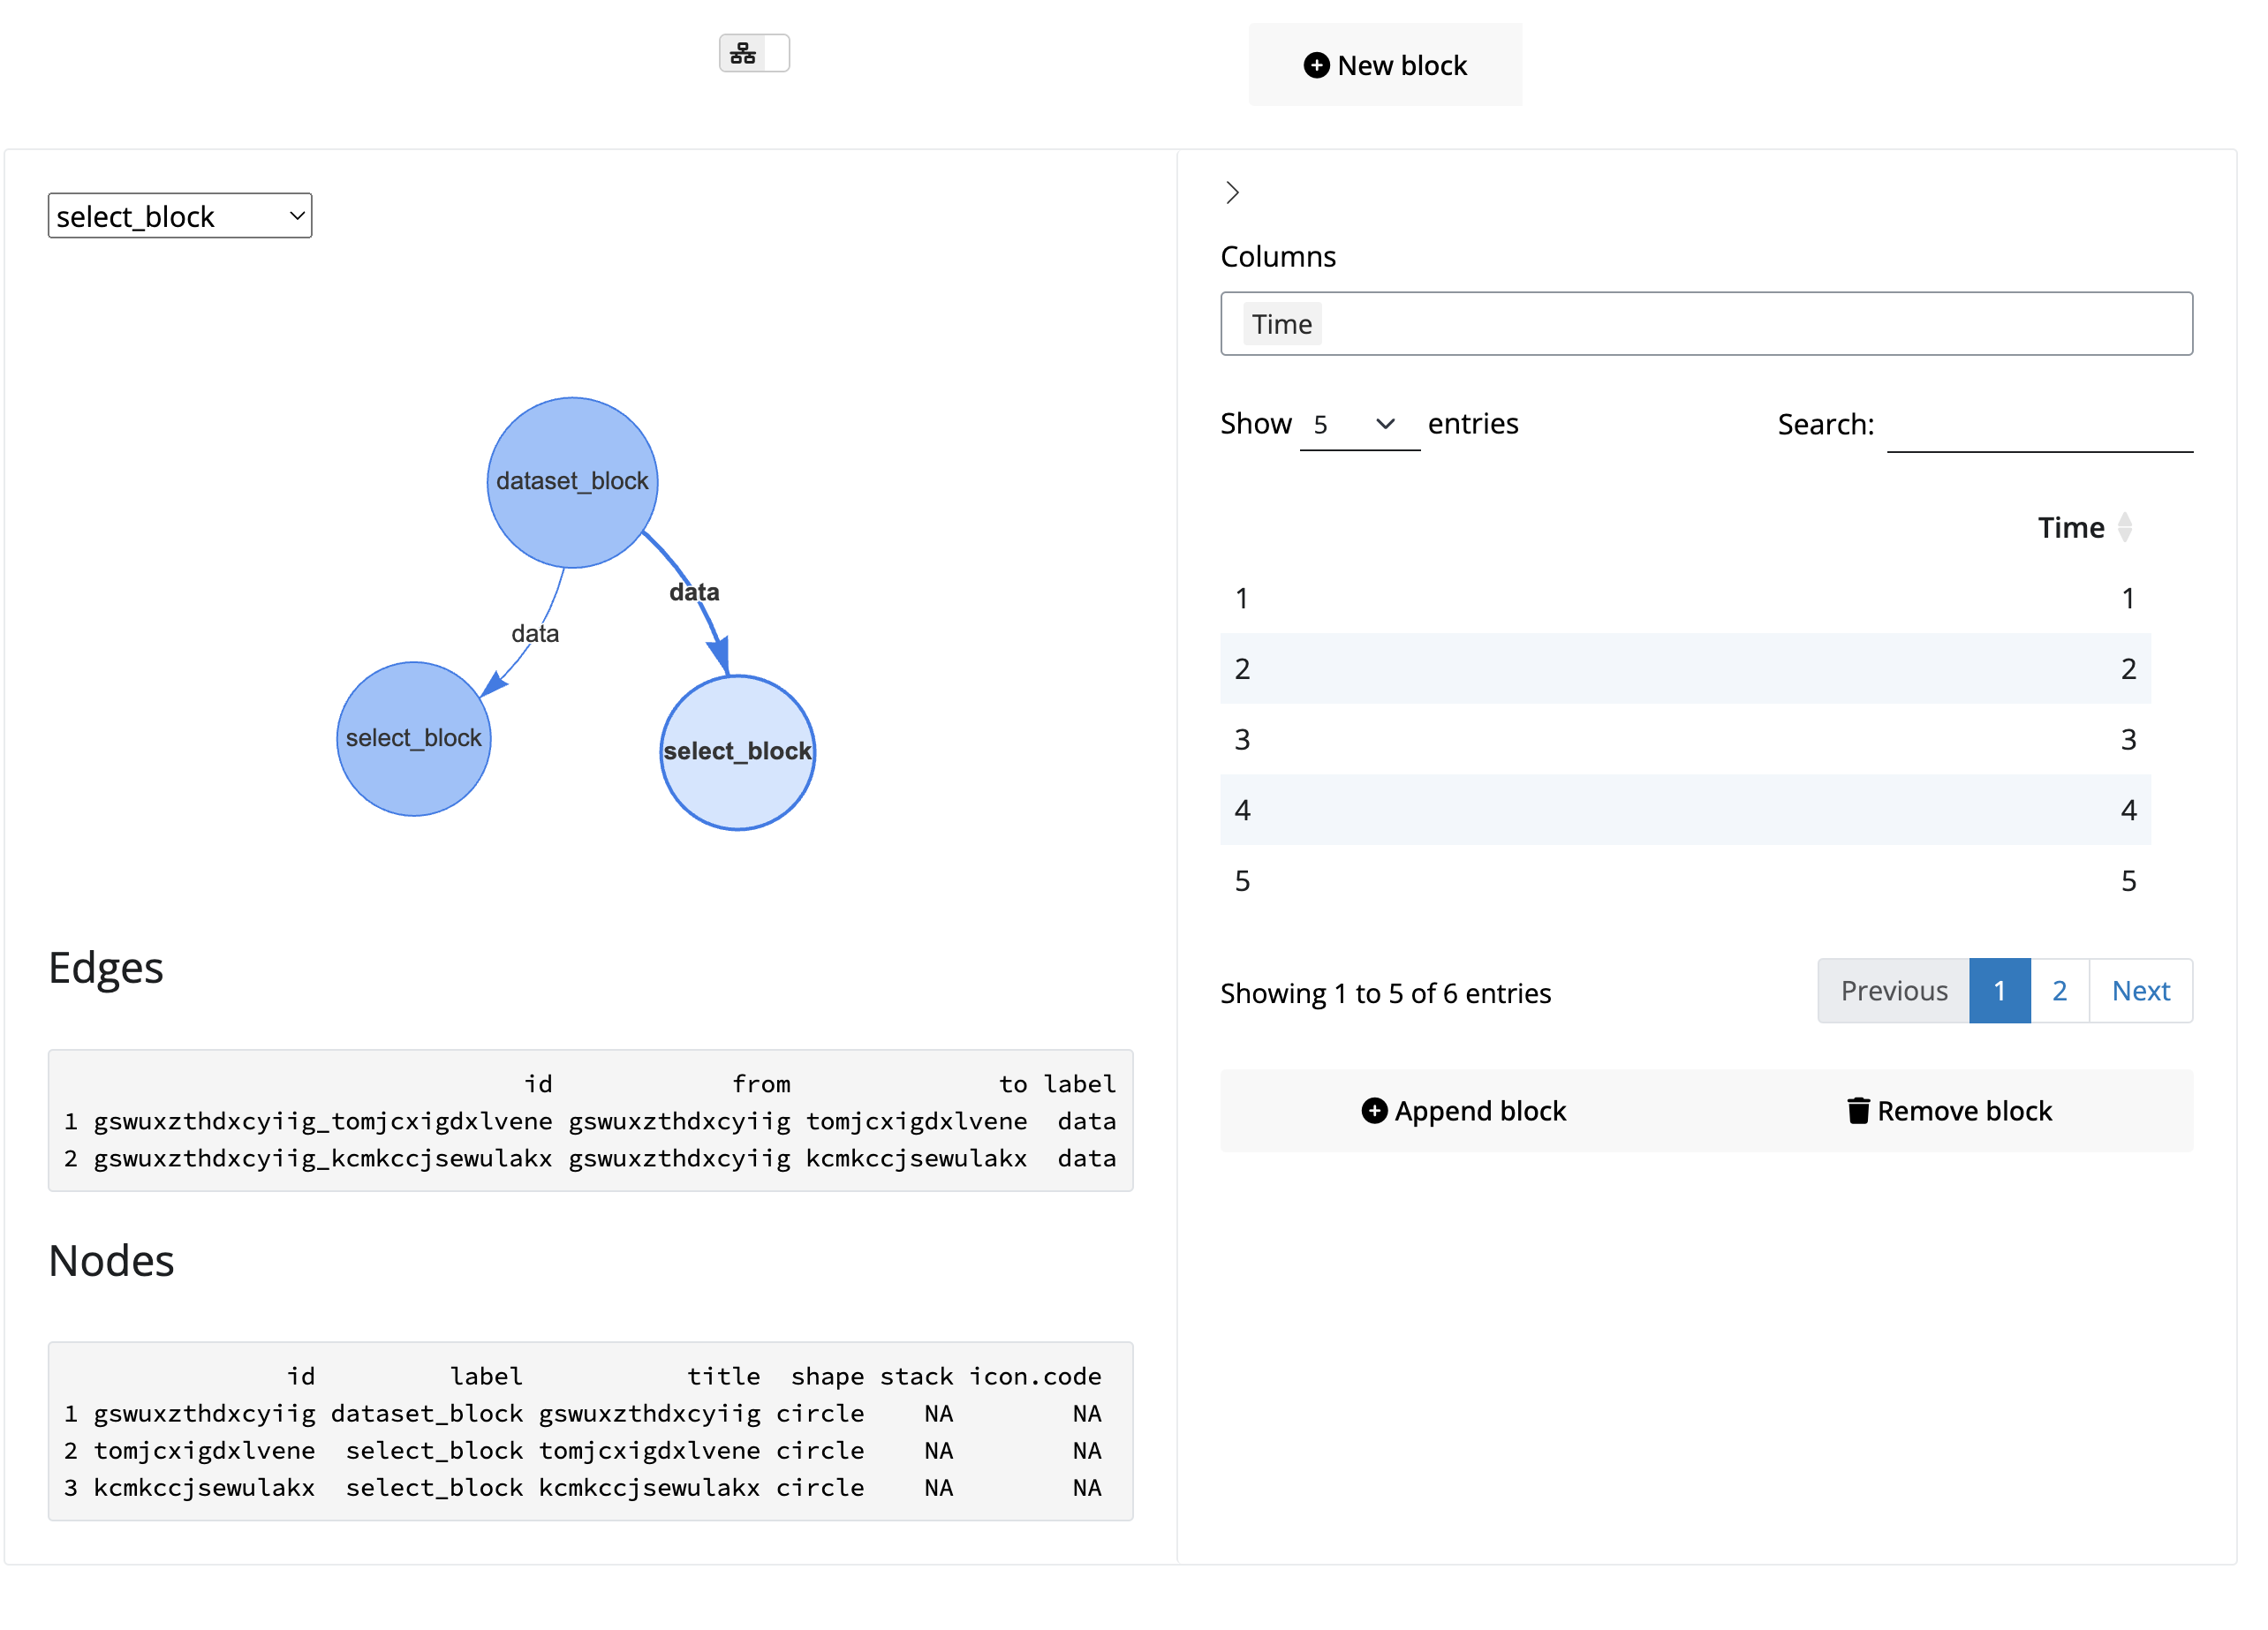 New block
select_block
dataset_block
data
data
select_block
select_block
Edges
id from to label
1 gswuxzthdxcyiig_tomjcxigdxlvene gswuxzthdxcyiig tomjcxigdxlvene data
2 gswuxzthdxcyiig_kcmkccjsewulakx gswuxzthdxcyiig kcmkccjsewulakx data
Nodes
id label title shape stack icon.code
1 gswuxzthdxcyiig dataset_block gswuxzthdxcyiig circle NA NA
2 tomjcxigdxlvene select_block tomjcxigdxlvene circle NA NA
3 kcmkccjsewulakx select_block kcmkccjsewulakx circle NA NA
Columns
Time
Show 5 entries Search:
Time
1 1
2 2
3 3
4 4
5 5
Showing 1 to 5 of 6 entries Previous 1 2 Next
Append block Remove block